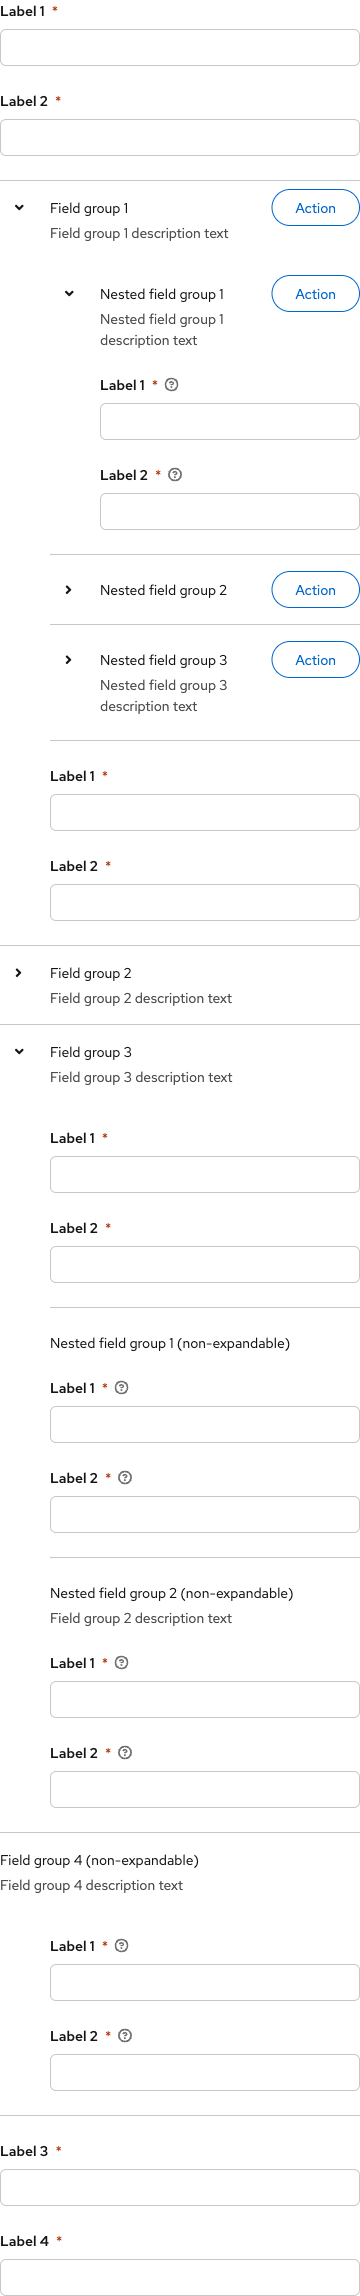 Label 1 *
Label 2 *
Field group 1
Action
Field group 1 description text
Nested field group 1
Action
Nested field group 1
description text
Label 1 *
Label 2 *
Nested field group 2
Action
Nested field group 3
Action
Nested field group 3
description text
Label 1 *
Label 2 *
Field group 2
Field group 2 description text
Field group 3
Field group 3 description text
Label 1 *
Label 2 *
Nested field group 1 (non-expandable)
Label 1 *
Label 2 *
Nested field group 2 (non-expandable)
Field group 2 description text
Label 1 *
Label 2 *
Field group 4 (non-expandable)
Field group 4 description text
Label 1 *
Label 2 *
Label 3 *
Label 4 *